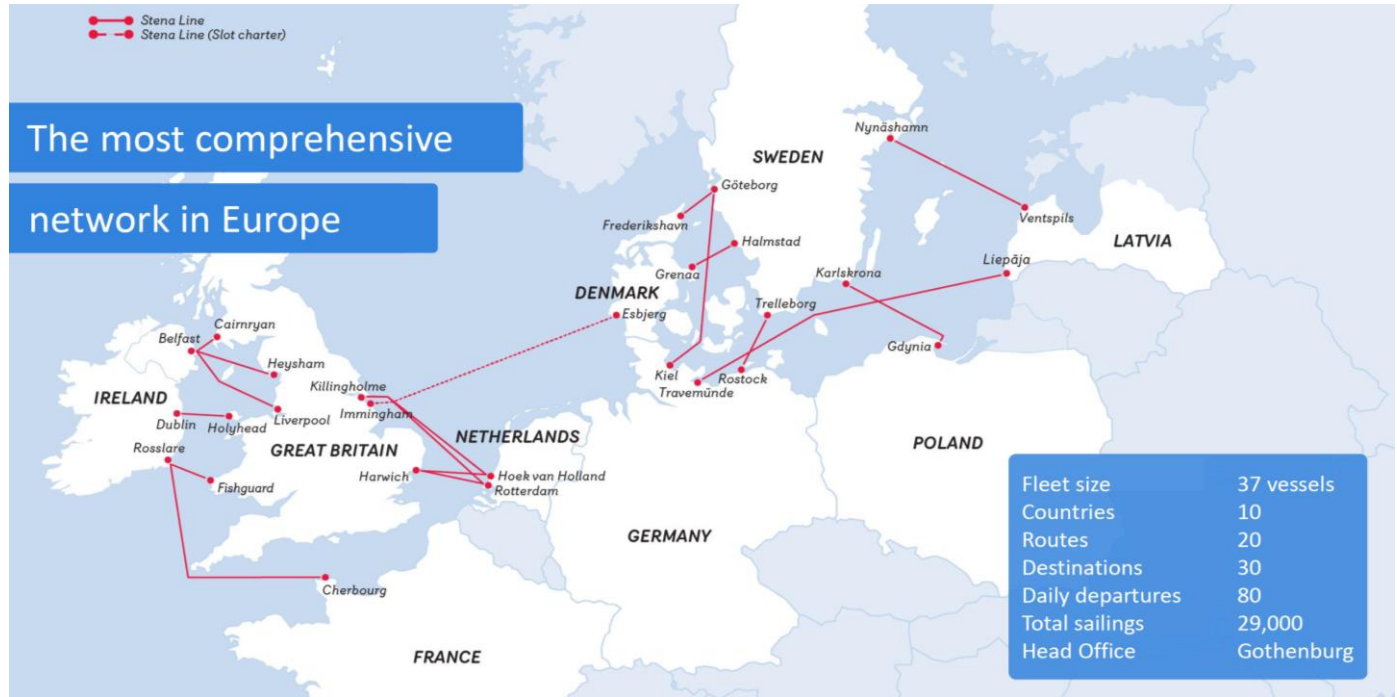 Stena Line
Stena Line (Slot charter)
The most comprehensive
network in Europe
Nynäshamn
SWEDEN
Göteborg
Ventspils
Frederikshavn
Halmstad
LATVIA
Liepāja
Grenaa
Karlskrona
DENMARK
Trelleborg
Esbjerg
Cairnryan
Belfast
Gdynia
Heysham
Kiel
Rostock
Killingholme
Travemünde
IRELAND
Immingham
Liverpool
Dublin
Holyhead
NETHERLANDS
POLAND
Rosslare
GREAT BRITAIN
Harwich
Hoek van Holland
Fishguard
Rotterdam
GERMANY
Cherbourg
FRANCE
Fleet size 37 vessels
Countries 10
Routes 20
Destinations 30
Daily departures 80
Total sailings 29,000
Head Office Gothenburg